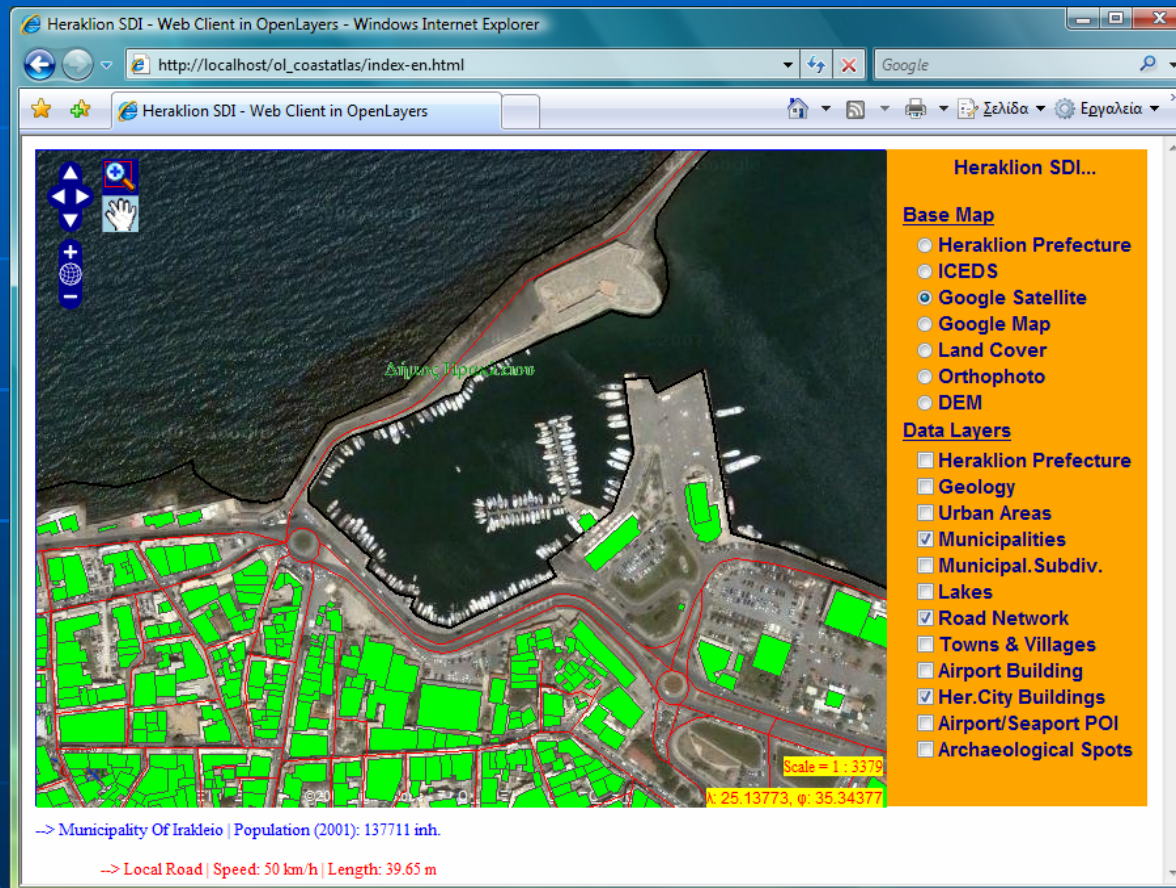 Heraklion SDI - Web Client in OpenLayers - Windows Internet Explorer
http://localhost/ol_coastatlas/index-en.html
Google
Heraklion SDI - Web Client in OpenLayers
Σελίδα
Εργαλεία
Heraklion SDI...
Base Map
Heraklion Prefecture
ICEDS
Google Satellite
Google Map
Land Cover
Orthophoto
DEM
Data Layers
Heraklion Prefecture
Geology
Urban Areas
Municipalities
Municipal.Subdiv.
Lakes
Road Network
Towns & Villages
Airport Building
Her.City Buildings
Airport/Seaport POI
Archaeological Spots
Δήμος Ηρακλείου
Scale = 1 : 3379
λ: 25.13773, φ: 35.34377
--> Municipality Of Irakleio | Population (2001): 137711 inh.
--> Local Road | Speed: 50 km/h | Length: 39.65 m